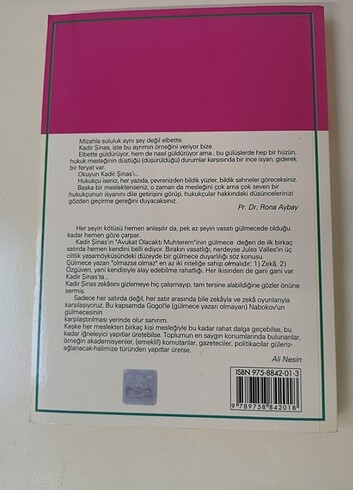 Mizahla sululuk aynı şey değil elbette.
Kadir Şinas, işte bu ayrımın örneğini veriyor bize.
Elbette güldürüyor, hem de nasıl güldürüyor ama, bu gülüşlerde hep bir hüzün,
hukuk mesleğinin düştüğü (düşürüldüğü) durumlar karşısında bir ince isyan, giderek
bir feryat var.
Okuyun Kadir Şinas'ı...
Hukukçu iseniz, her yazıda, çevrenizden bildik yüzler, bildik sahneler göreceksiniz.
Başka bir meslektenseniz, o zaman da mesleğini çok ama çok seven bir
hukukçunun isyanını dile getirişini görüp, hukukçular hakkındaki düşüncelerinizi
gözden geçirme gereğini duyacaksınız.
Pr. Dr. Rona Aybay
Her şeyin kötüsü hemen anlaşılır da, pek az şeyin vasatı gülmecede olduğu
kadar hemen göze çarpar.
Kadir Şinas'ın "Avukat Olacaktı Muhterem"inin gülmece değeri de ilk birkaç
satırda hemen kendini belli ediyor. Bırakın vasatlığı, nerdeyse Jules Valles'in üç
ciltlik yaşamöyküsündeki düzeyde bir gülmece duyarlılığı söz konusu.
Gülmece yazarı "olmazsa olmaz" en az iki niteliğe sahip olmalıdır: 1) Zekâ, 2)
Özgüven, yani kendisiyle alay edebilme rahatlığı. Her ikisinden de gani gani var
Kadir Şinas'ta...
Kadir Şinas zekâsını gizlemeye hiç çalışmayıp, tam tersine alabildiğine gözler önüne
sermiş.
Sadece her satırda değil, her satır arasında bile zekâyla ve zekâ oyunlarıyla
karşılaşıyoruz. Bu kapsamda Gogol'le (gülmece yazarı olmayan) Nabokov'un
gülmecesinin
karşılaştırılması yerinde olur sanırım.
Keşke her meslekten birkaç kişi mesleğiyle bu kadar rahat dalga geçebilse, bu
kadar iğneleyici yapıtlar üretebilse. Toplumun en saygın konumlarında bulunanlar,
örneğin akademisyenler, (emekli!) komutanlar, gazeteciler, politikacılar güleriz-
ağlanacak-halimize türünden yapıtlar üretse.
Ali Nesin
ISBN 975-8842-01-3
9 789758 842018